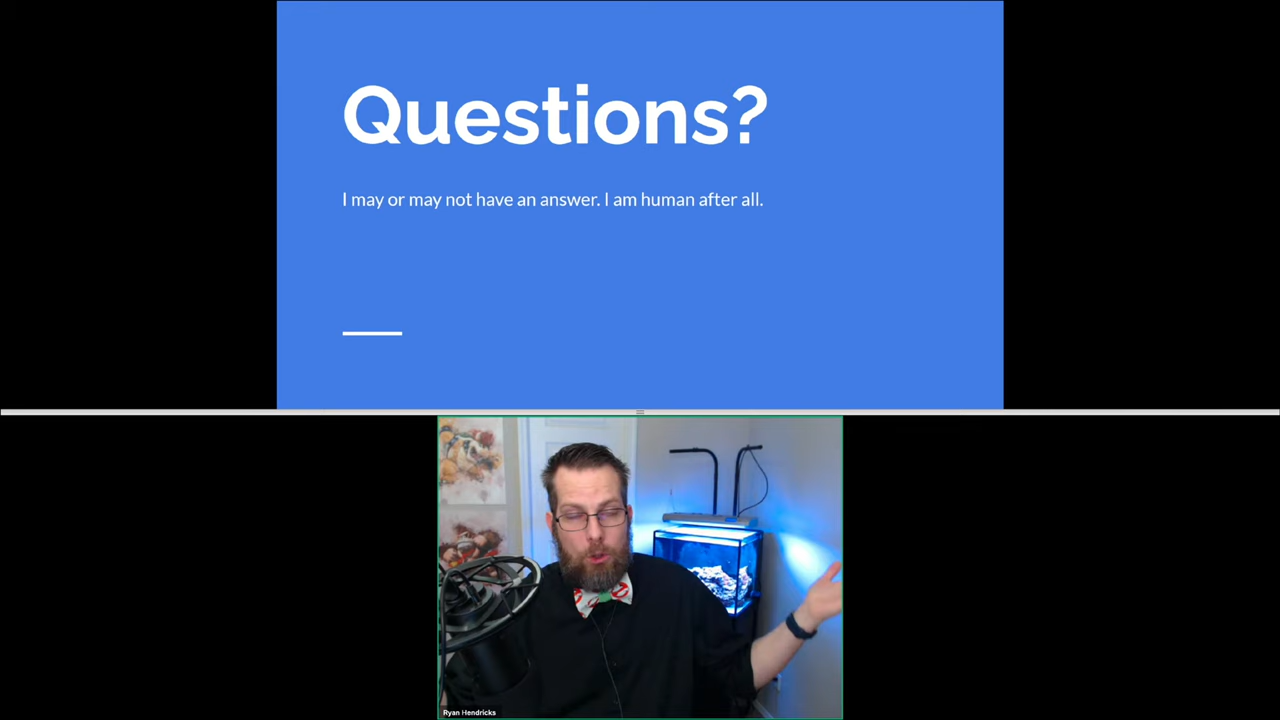 Questions?
I may or may not have an answer. I am human after all.
Ryan Hendricks